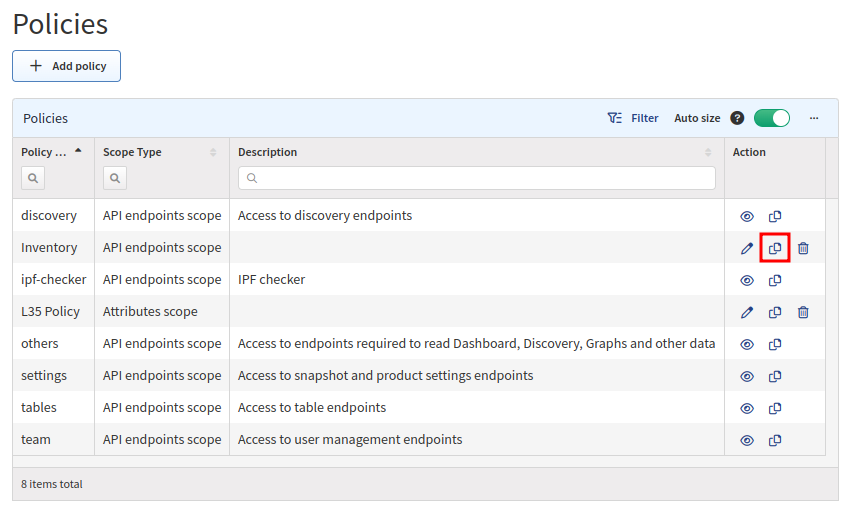 Policies
Add policy
Policies Filter Auto size ? ...
Policy ... Scope Type Description Action
discovery API endpoints scope Access to discovery endpoints
Inventory API endpoints scope
ipf-checker API endpoints scope IPF checker
L35 Policy Attributes scope
others API endpoints scope Access to endpoints required to read Dashboard, Discovery, Graphs and other data
settings API endpoints scope Access to snapshot and product settings endpoints
tables API endpoints scope Access to table endpoints
team API endpoints scope Access to user management endpoints
8 items total